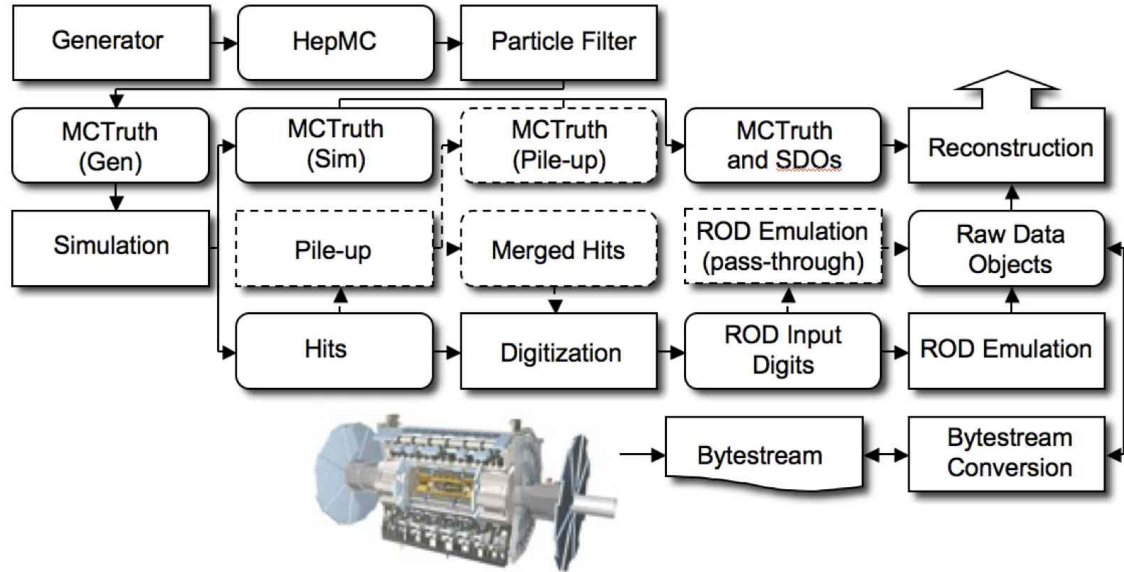 Generator
HepMC
Particle Filter
MCTruth
(Gen)
MCTruth
(Sim)
MCTruth
(Pile-up)
MCTruth
and SDOs
Reconstruction
Simulation
Pile-up
Merged Hits
ROD Emulation
(pass-through)
Raw Data
Objects
Hits
Digitization
ROD Input
Digits
ROD Emulation
Bytestream
Bytestream
Conversion